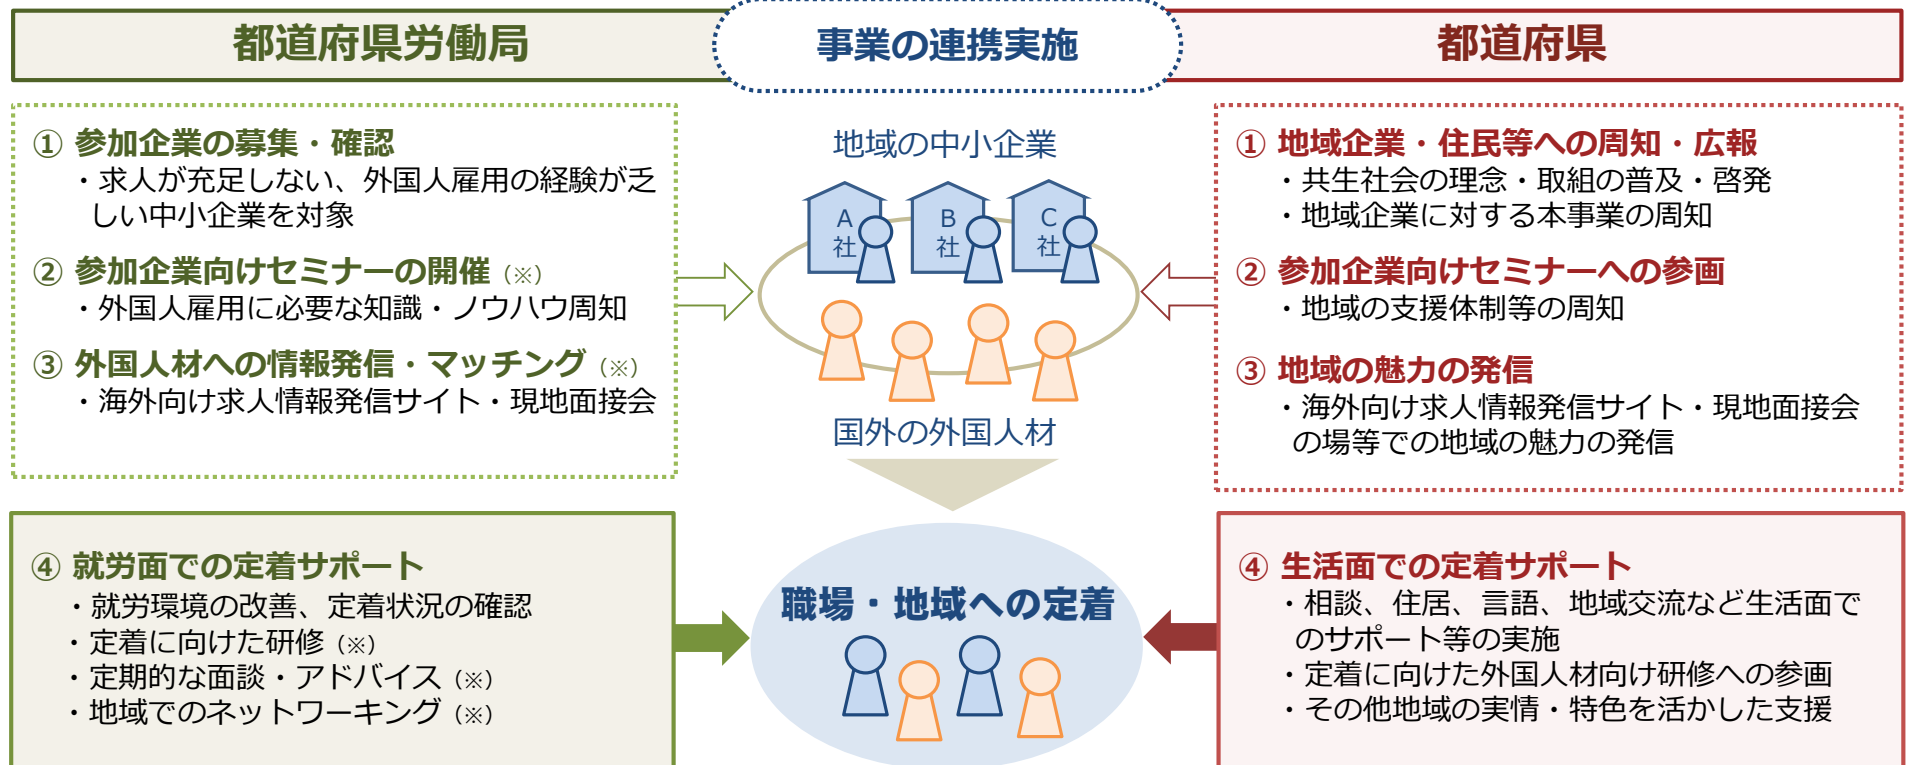 都道府県労働局
事業の連携実施
都道府県
① 参加企業の募集・確認
・求人が充足しない、外国人雇用の経験が乏
しい中小企業を対象
② 参加企業向けセミナーの開催（※）
・外国人雇用に必要な知識・ノウハウ周知
③ 外国人材への情報発信・マッチング（※）
・海外向け求人情報発信サイト・現地面接会
地域の中小企業
A
社
B
社
C
社
国外の外国人材
① 地域企業・住民等への周知・広報
・共生社会の理念・取組の普及・啓発
・地域企業に対する本事業の周知
② 参加企業向けセミナーへの参画
・地域の支援体制等の周知
③ 地域の魅力の発信
・海外向け求人情報発信サイト・現地面接会
の場等での地域の魅力の発信
④ 就労面での定着サポート
・就労環境の改善、定着状況の確認
・定着に向けた研修（※）
・定期的な面談・アドバイス（※）
・地域でのネットワーキング（※）
職場・地域への定着
④ 生活面での定着サポート
・相談、住居、言語、地域交流など生活面で
のサポート等の実施
・定着に向けた外国人材向け研修への参画
・その他地域の実情・特色を活かした支援